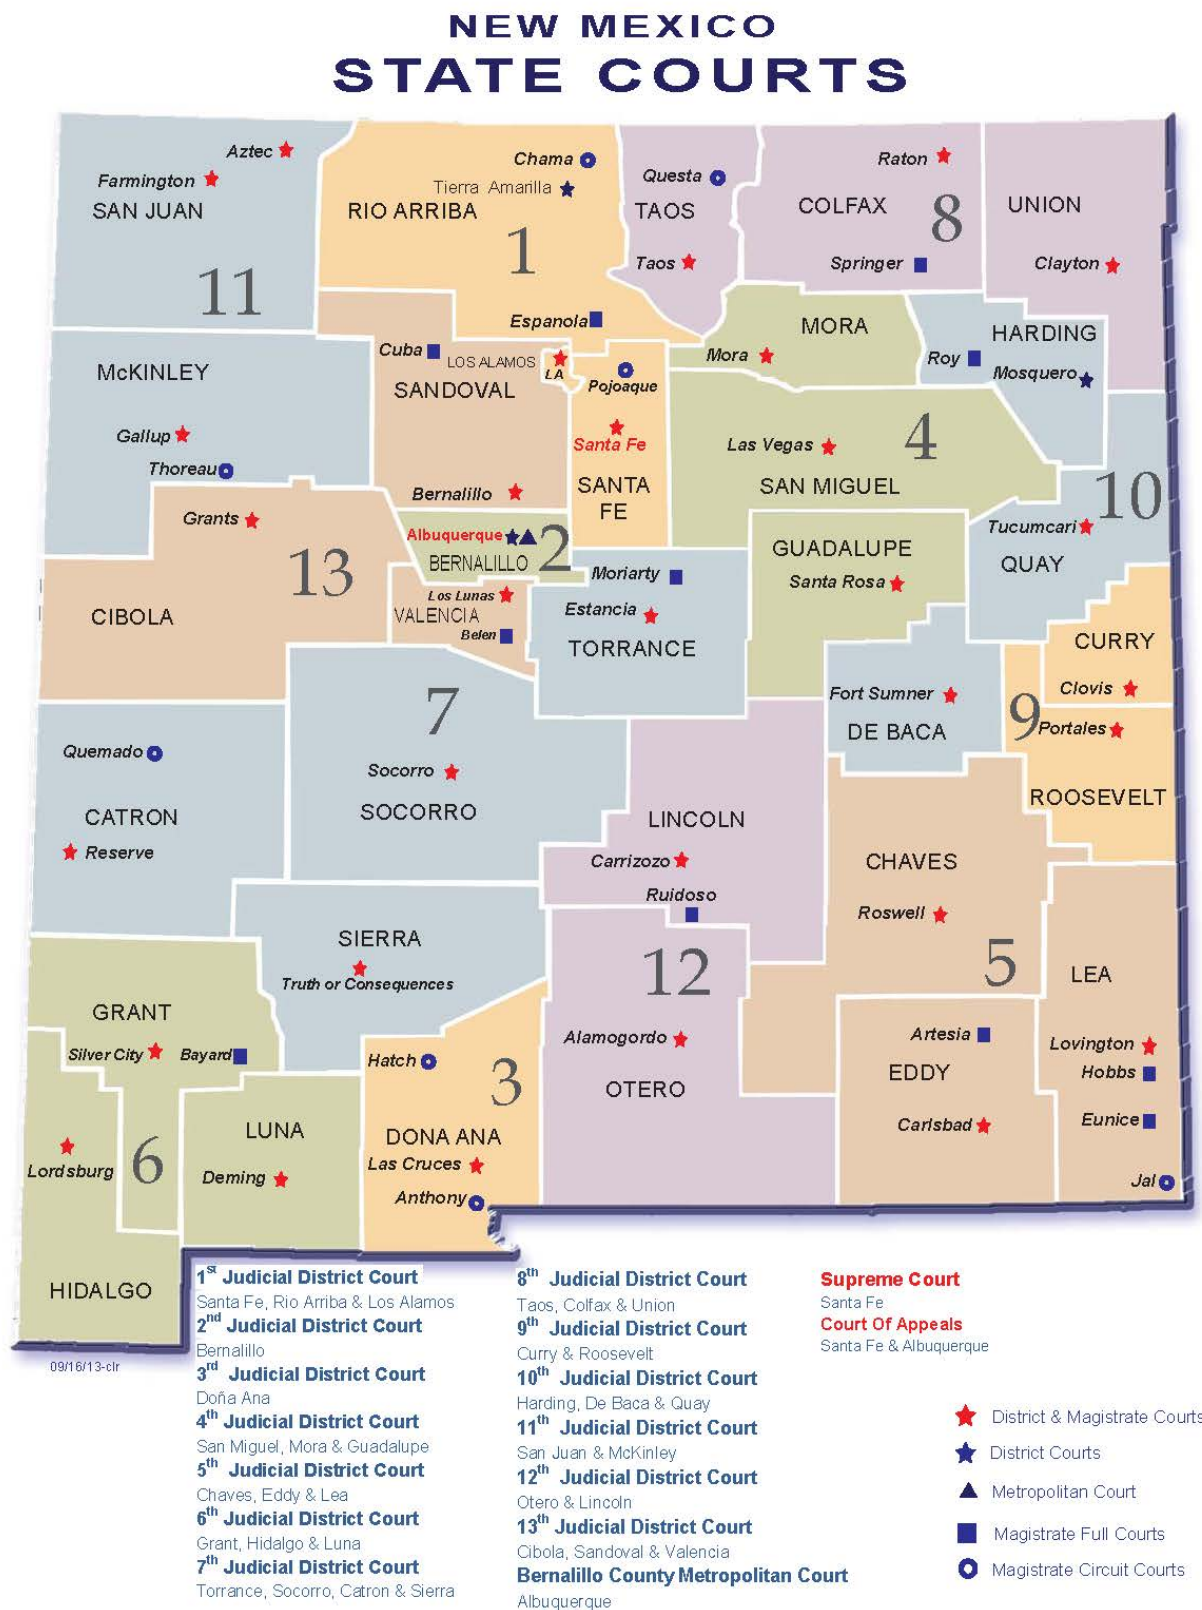 NEW MEXICO
STATE COURTS
Aztec
Farmington
SAN JUAN
11
Chama
Tierra Amarilla
RIO ARRIBA
1
Espanola
Questa
TAOS
Taos
Raton
COLFAX
8
Springer
UNION
Clayton
McKINLEY
Gallup
Thoreau
Cuba
LOS ALAMOS
LA
SANDOVAL
Bernalillo
Pojoaque
Santa Fe
SANTA
FE
MORA
Mora
HARDING
Roy
Mosquero
4
Las Vegas
SAN MIGUEL
10
Tucumcari
QUAY
Grants
13
CIBOLA
Albuquerque
2
BERNALILLO
Los Lunas
VALENCIA
Belen
Moriarty
Estancia
TORRANCE
GUADALUPE
Santa Rosa
CURRY
Clovis
9
Portales
ROOSEVELT
Fort Sumner
DE BACA
7
Socorro
SOCORRO
Quemado
CATRON
Reserve
LINCOLN
Carrizozo
Ruidoso
CHAVES
Roswell
5
LEA
SIERRA
Truth or Consequences
12
GRANT
Silver City
Bayard
Hatch
3
Alamogordo
OTERO
Artesia
EDDY
Carlsbad
Lovington
Hobbs
Eunice
Jal
LUNA
Deming
DONA ANA
Las Cruces
Anthony
Lordsburg
6
HIDALGO
09/16/13-clr
1st Judicial District Court
Santa Fe, Rio Arriba & Los Alamos
2nd Judicial District Court
Bernalillo
3rd Judicial District Court
Doña Ana
4th Judicial District Court
San Miguel, Mora & Guadalupe
5th Judicial District Court
Chaves, Eddy & Lea
6th Judicial District Court
Grant, Hidalgo & Luna
7th Judicial District Court
Torrance, Socorro, Catron & Sierra
8th Judicial District Court
Taos, Colfax & Union
9th Judicial District Court
Curry & Roosevelt
10th Judicial District Court
Harding, De Baca & Quay
11th Judicial District Court
San Juan & McKinley
12th Judicial District Court
Otero & Lincoln
13th Judicial District Court
Cibola, Sandoval & Valencia
Bernalillo County Metropolitan Court
Albuquerque
Supreme Court
Santa Fe
Court Of Appeals
Santa Fe & Albuquerque
District & Magistrate Courts
District Courts
Metropolitan Court
Magistrate Full Courts
Magistrate Circuit Courts